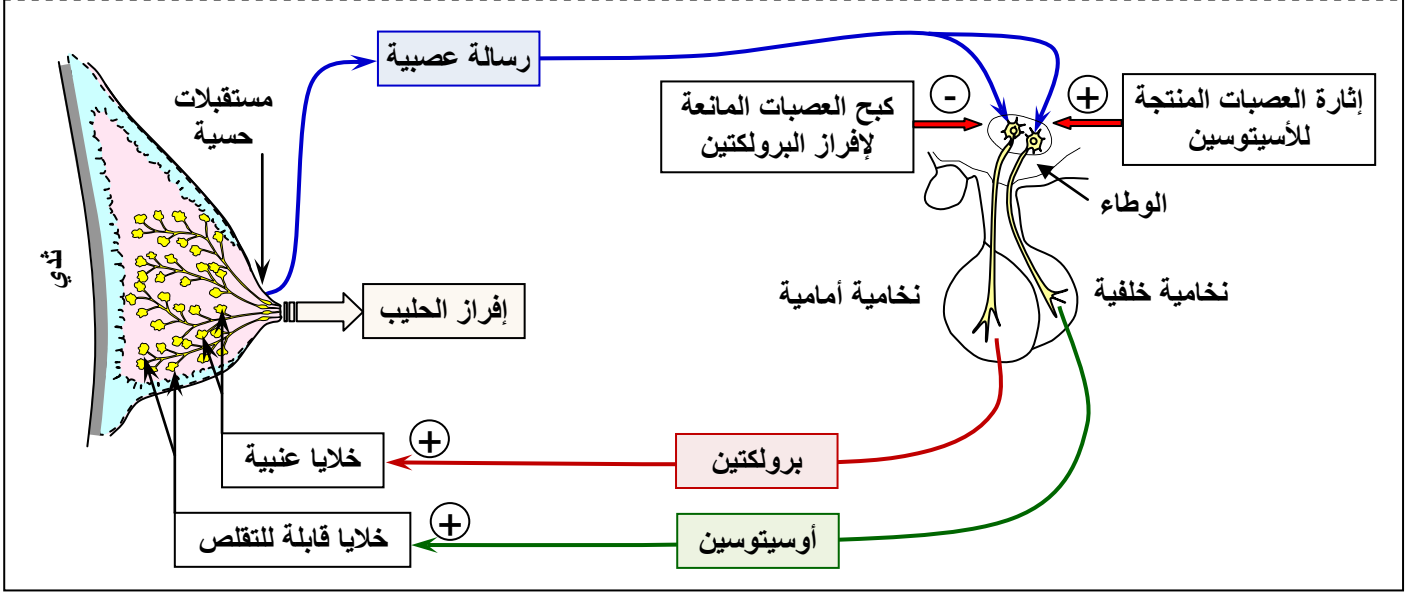 رسالة عصبية
مستقبلات
حسية
كبح العصبات المانعة
لإفراز البرولكتين
-
+
إثارة العصبات المنتجة
للأسيتوسين
الوطاء
ثدي
إفراز الحليب
نخامية أمامية
نخامية خلفية
خلايا عنبية
+
برولكتين
خلايا قابلة للتقلص
+
أوسيتوسين